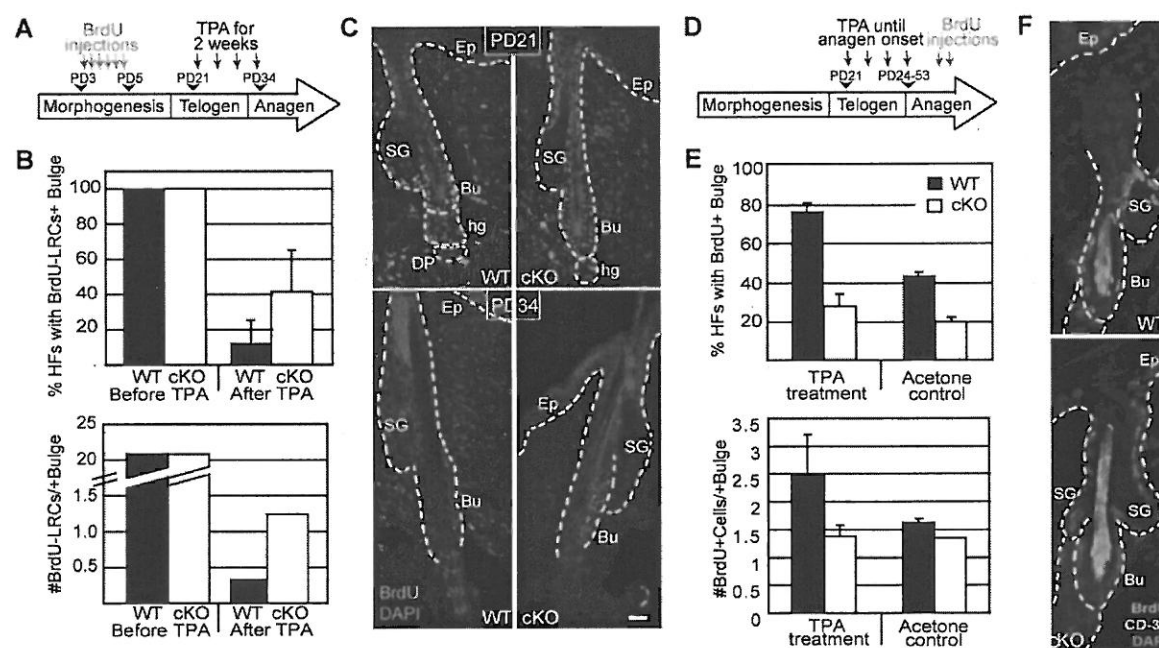 A
BrdU
injections
TPA for
2 weeks
PD3
PD5
PD21
PD34
Morphogenesis
Telogen
Anagen
B
% HFs with BrdU-LRCs+ Bulge
100
80
60
40
20
WT cKO
Before TPA
WT cKO
After TPA
#BrdU-LRCs/+Bulge
20
1.5
1.0
0.5
WT cKO
Before TPA
WT cKO
After TPA
C
PD21
Ep
SG
Bu
hg
DP
WT
Ep
SG
Bu
hg
cKO
PD34
Ep
SG
Bu
BrdU
DAPI
WT
Ep
SG
Bu
cKO
D
TPA until
anagen onset
BrdU
injections
PD21
PD24-53
Morphogenesis
Telogen
Anagen
E
% HFs with BrdU+ Bulge
80
60
40
20
0
WT
cKO
TPA
treatment
Acetone
control
#BrdU+Cells/+Bulge
3.5
3
2.5
2
1.5
1
0.5
0
TPA
treatment
Acetone
control
F
Ep
SG
Bu
WT
Ep
SG
SG
Bu
cKO